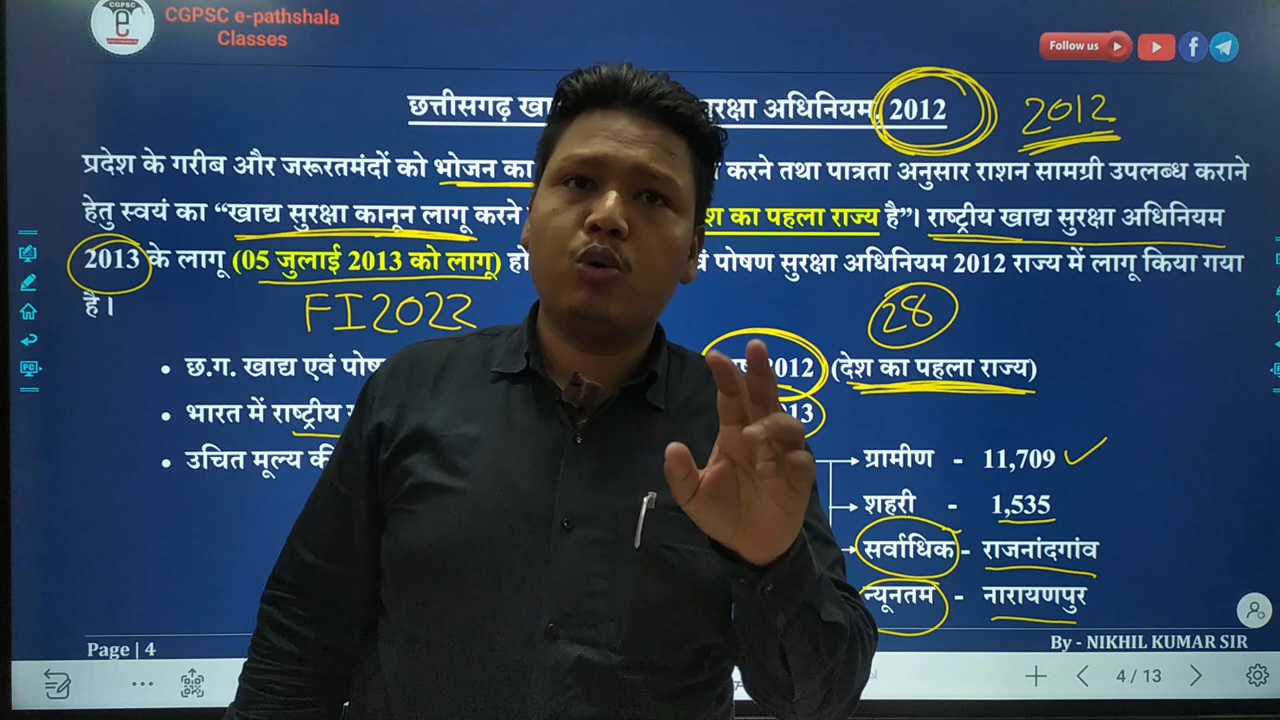 CGPSC
e
CGPSC e-pathshala
Classes
Follow us
छत्तीसगढ़ अधिनियम, 2012
2012
प्रदेश के गरीब और जरूरतमंदों को भोजन का करने तथा पात्रता अनुसार राशन सामग्री उपलब्ध कराने
हेतु स्वयं का “खाद्य सुरक्षा कानून लागू करने का पहला राज्य है”। राष्ट्रीय खाद्य सुरक्षा अधिनियम
2013 के लागू (05 जुलाई 2013 को लागू) पोषण सुरक्षा अधिनियम 2012 राज्य में लागू किया गया
है।
FI2022
28
• छ.ग. खाद्य एवं 2012 (देश का पहला राज्य)
• भारत में राष्ट्रीय 13
• उचित मूल्य की
ग्रामीण - 11,709
शहरी - 1,535
सर्वाधिक - राजनांदगांव
न्यूनतम - नारायणपुर
Page | 4
By - NIKHIL KUMAR SIR
4 / 13